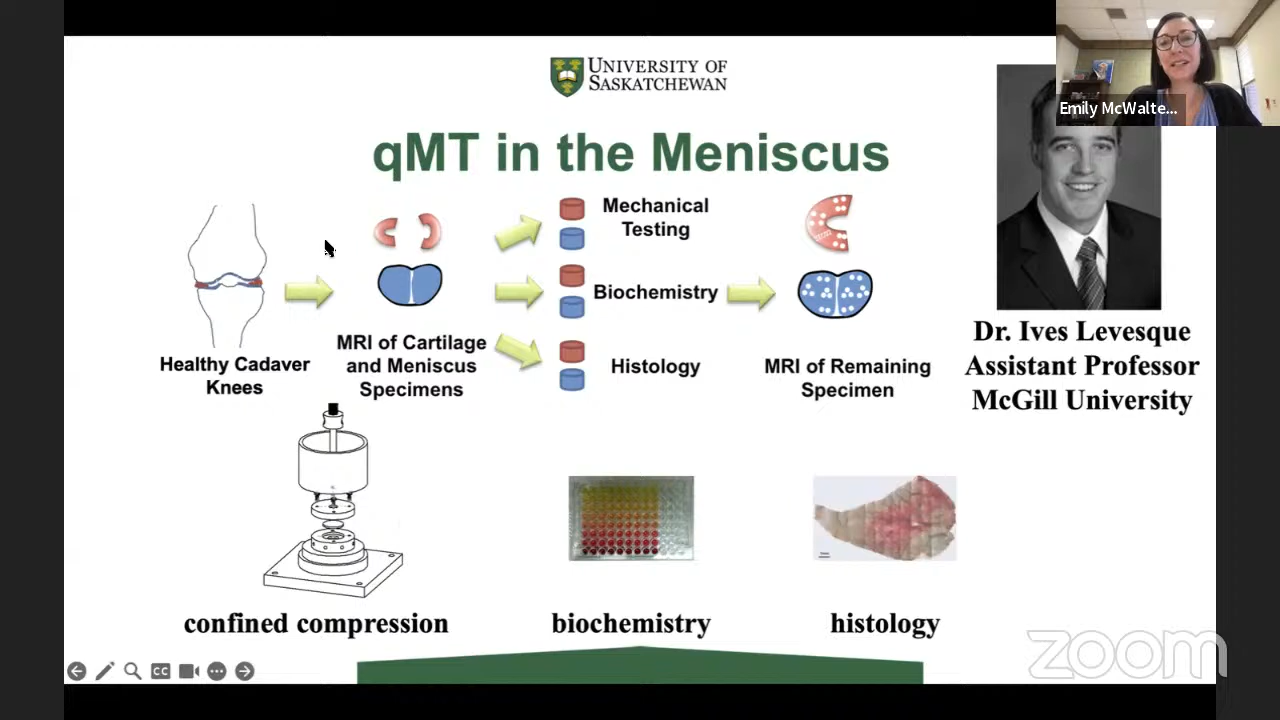 UNIVERSITY OF
SASKATCHEWAN
Emily McWalte...
qMT in the Meniscus
Mechanical
Testing
Biochemistry
Histology
Healthy Cadaver
Knees
MRI of Cartilage
and Meniscus
Specimens
MRI of Remaining
Specimen
Dr. Ives Levesque
Assistant Professor
McGill University
confined compression
biochemistry
histology
CC
zoom